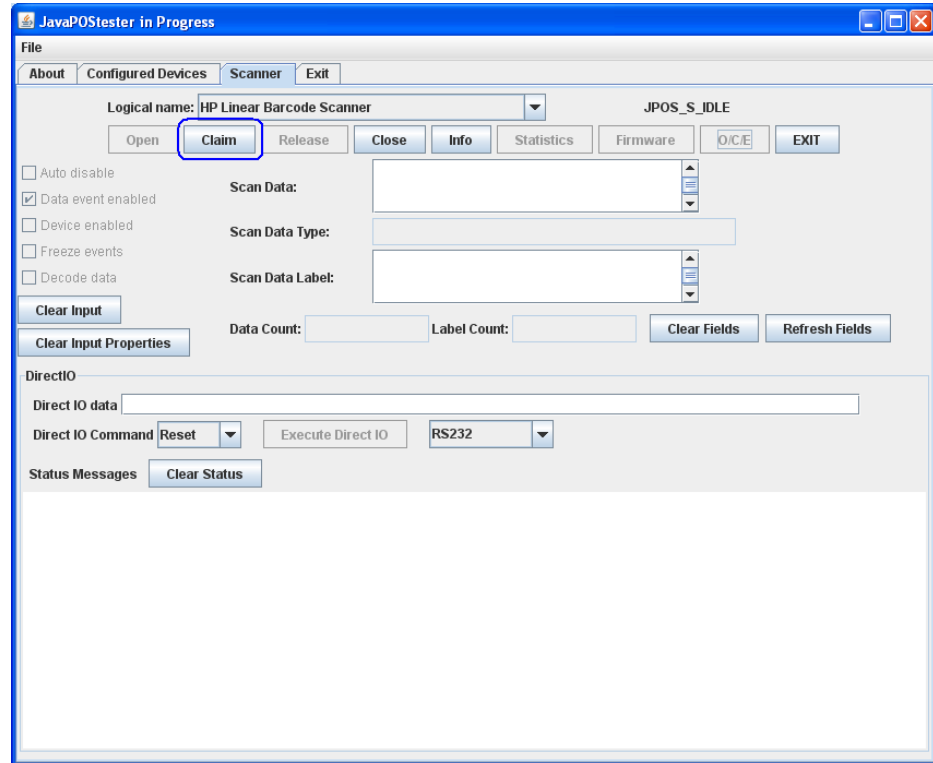 JavaPOStester in Progress
File
About Configured Devices Scanner Exit
Logical name: HP Linear Barcode Scanner JPOS_S_IDLE
Open Claim Release Close Info Statistics Firmware O/C/E EXIT
Auto disable
Scan Data:
Data event enabled
Device enabled
Scan Data Type:
Freeze events
Decode data
Scan Data Label:
Clear Input
Data Count: Label Count: Clear Fields Refresh Fields
Clear Input Properties
DirectIO
Direct IO data
Direct IO Command Reset Execute Direct IO RS232
Status Messages Clear Status